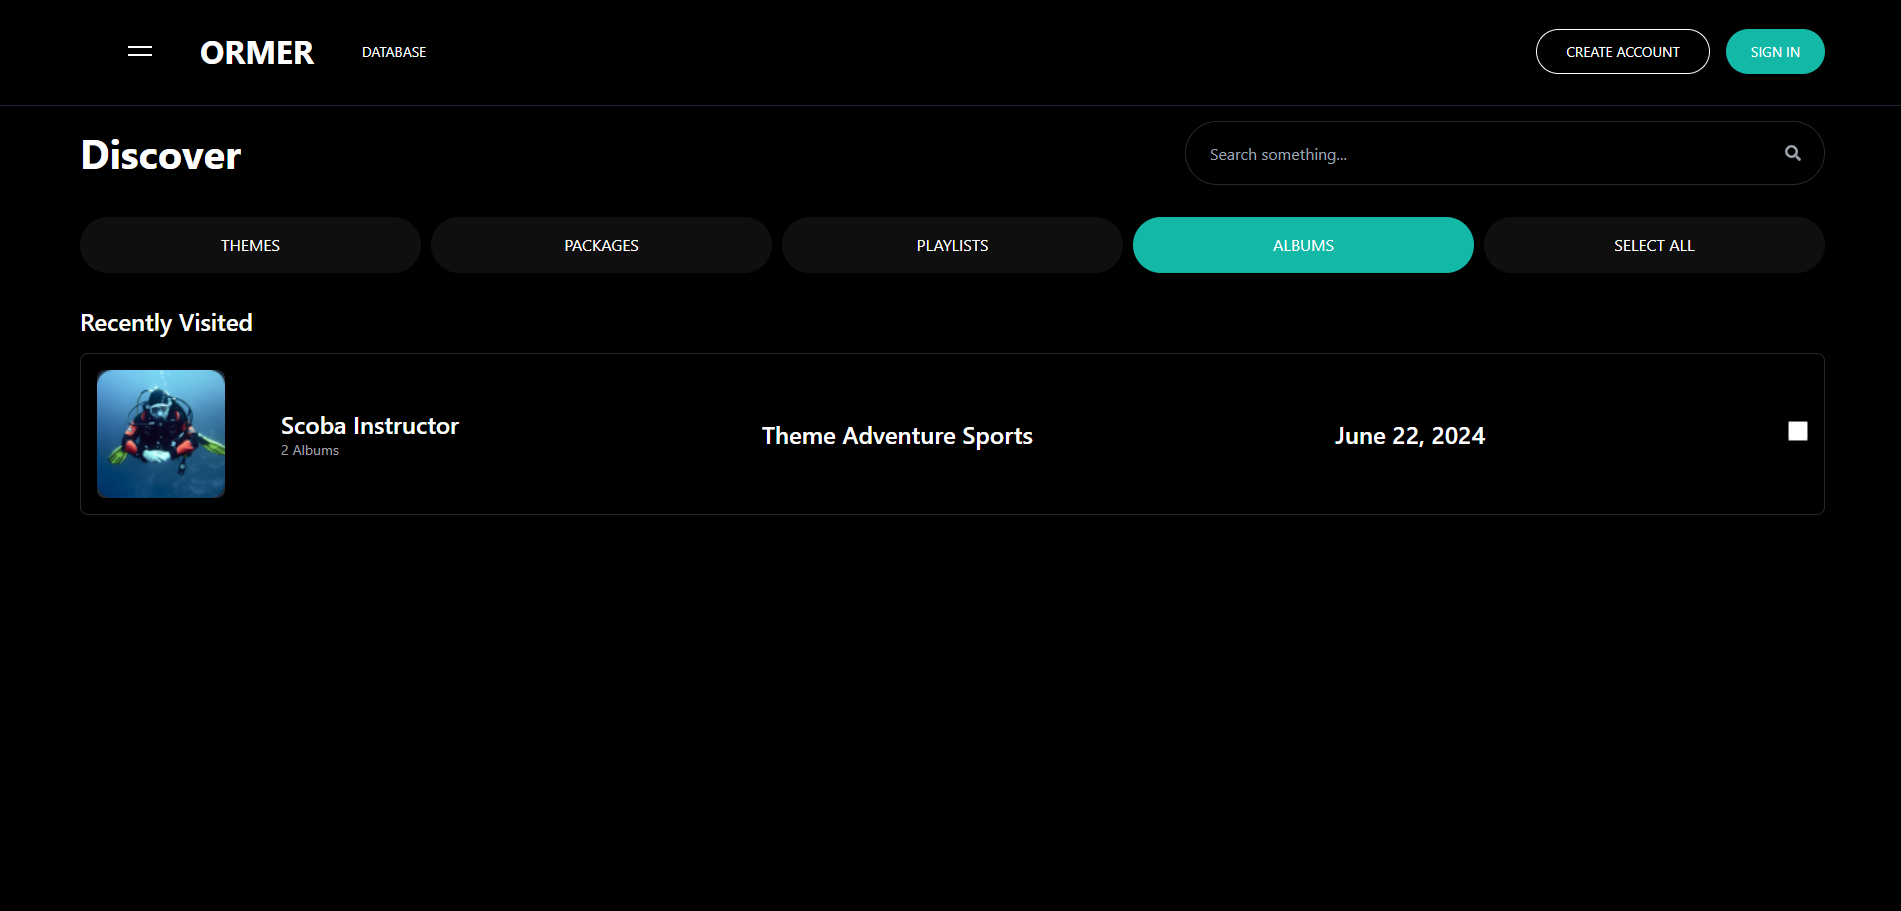 ORMER
DATABASE
CREATE ACCOUNT
SIGN IN
Discover
Search something...
THEMES
PACKAGES
PLAYLISTS
ALBUMS
SELECT ALL
Recently Visited
Scoba Instructor
2 Albums
Theme Adventure Sports
June 22, 2024